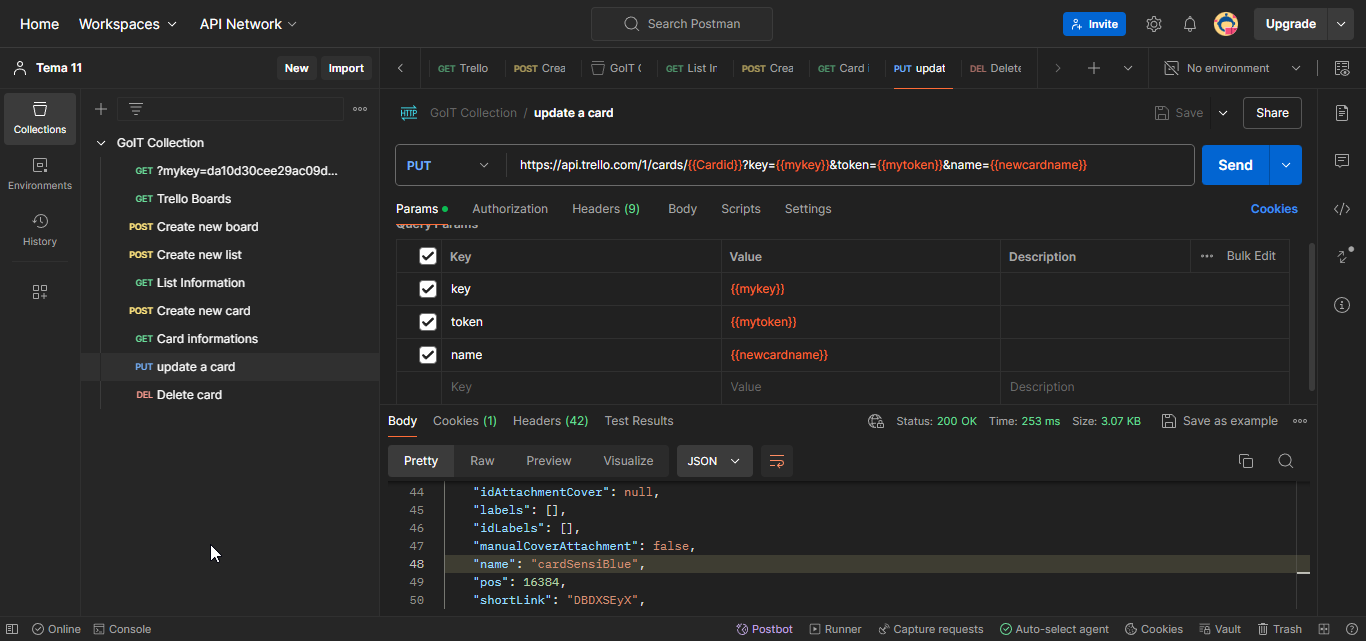 Home Workspaces API Network Search Postman Invite Upgrade
Tema 11 New Import GET Trello POST Crea GoIT C GET List In POST Crea GET Card PUT updat DEL Delete No environment
Collections
Environments
History
GoIT Collection
GET ?mykey=da10d30cee29ac09d...
GET Trello Boards
POST Create new board
POST Create new list
GET List Information
POST Create new card
GET Card informations
PUT update a card
DEL Delete card
HTTP GoIT Collection / update a card Save Share
PUT https://api.trello.com/1/cards/{{Cardid}}?key={{mykey}}&token={{mytoken}}&name={{newcardname}} Send
Params Authorization Headers (9) Body Scripts Settings Cookies
Query Params
Key Value Description Bulk Edit
key {{mykey}}
token {{mytoken}}
name {{newcardname}}
Key Value Description
Body Cookies (1) Headers (42) Test Results Status: 200 OK Time: 253 ms Size: 3.07 KB Save as example
Pretty Raw Preview Visualize JSON
44 "idAttachmentCover": null,
45 "labels": [],
46 "idLabels": [],
47 "manualCoverAttachment": false,
48 "name": "cardSensiBlue",
49 "pos": 16384,
50 "shortLink": "DBDXSEyX",
Online Console Postbot Runner Capture requests Auto-select agent Cookies Vault Trash